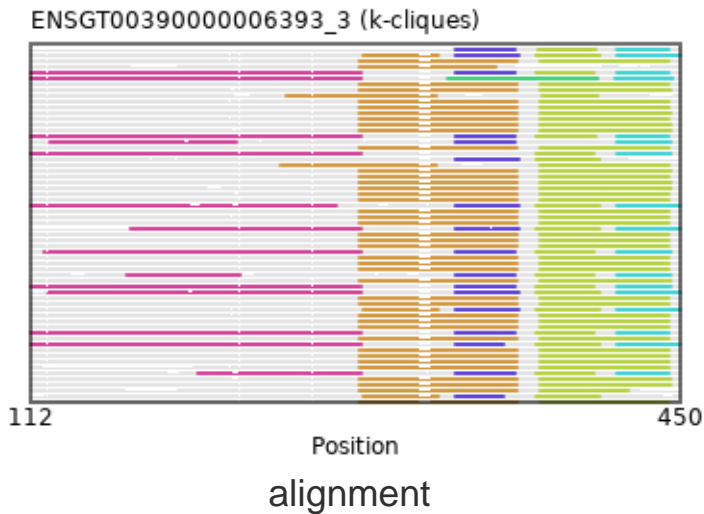 ENSGT00390000006393_3 (k-cliques)
112
450
Position
alignment